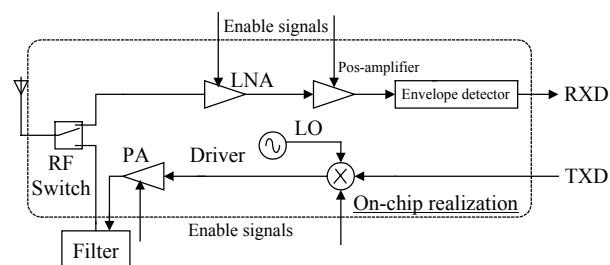 Enable signals
Pos-amplifier
LNA
Envelope detector
RXD
LO
RF
Switch
PA
Driver
TXD
On-chip realization
Enable signals
Filter